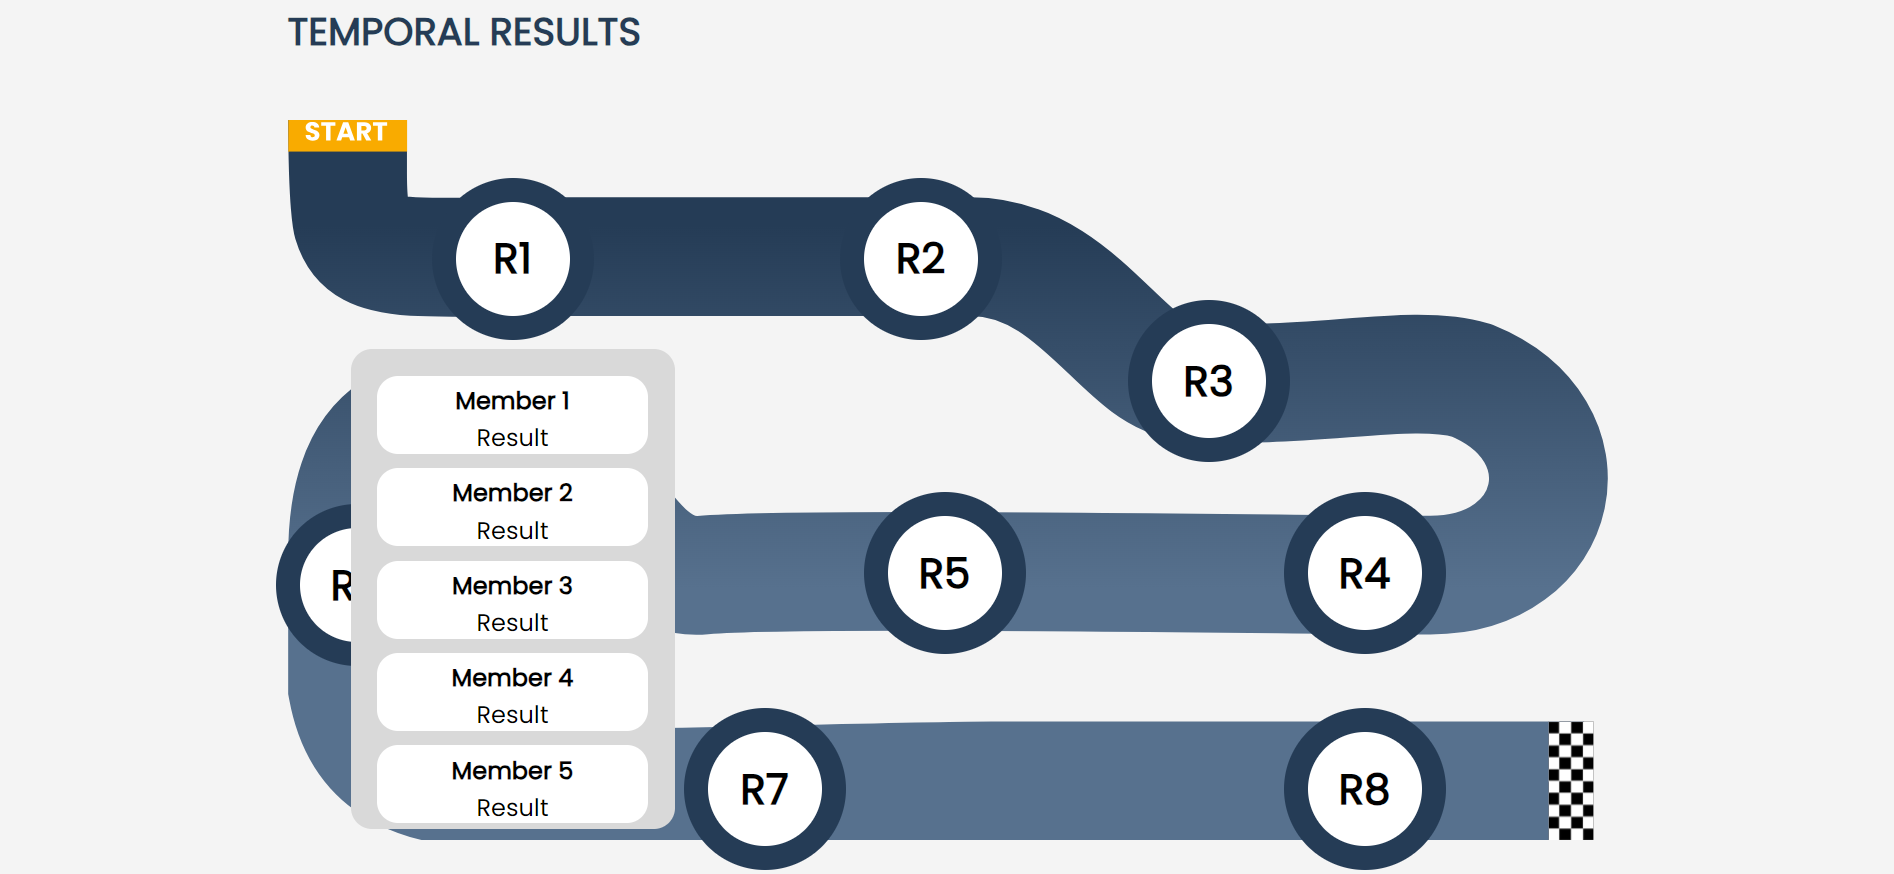 TEMPORAL RESULTS
START
R1
R2
R3
Member 1
Result
Member 2
Result
Member 3
Result
Member 4
Result
Member 5
Result
R
R5
R4
R7
R8